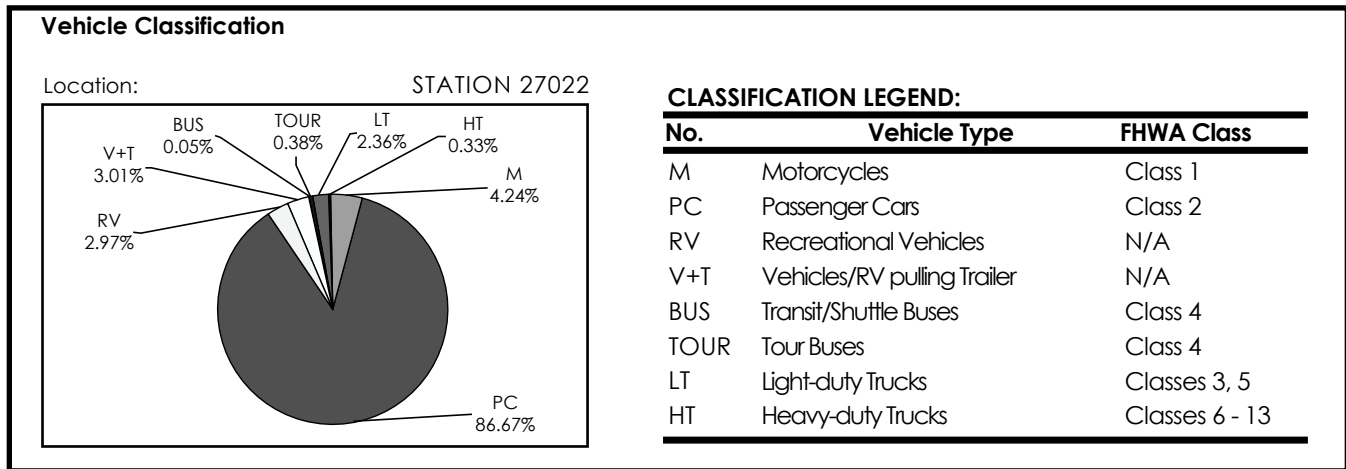 Vehicle Classification
Location: STATION 27022
BUS
0.05%
TOUR
0.38%
LT
2.36%
HT
0.33%
V+T
3.01%
M
4.24%
RV
2.97%
PC
86.67%
CLASSIFICATION LEGEND:
No. Vehicle Type FHWA Class
M Motorcycles Class 1
PC Passenger Cars Class 2
RV Recreational Vehicles N/A
V+T Vehicles/RV pulling Trailer N/A
BUS Transit/Shuttle Buses Class 4
TOUR Tour Buses Class 4
LT Light-duty Trucks Classes 3, 5
HT Heavy-duty Trucks Classes 6 - 13